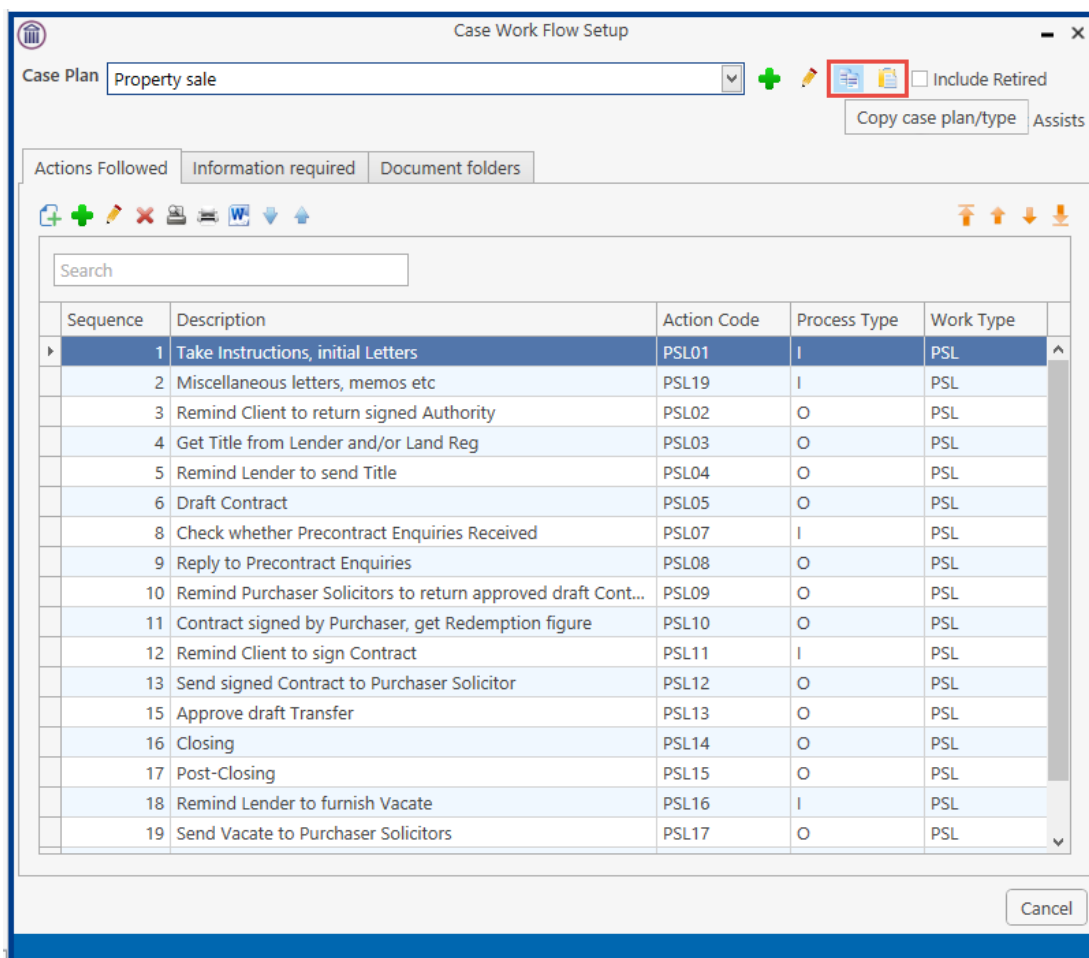 Case Work Flow Setup
Case Plan Property sale Include Retired
Copy case plan/type Assists
Actions Followed Information required Document folders
Search
Sequence Description Action Code Process Type Work Type
1 Take Instructions, initial Letters PSL01 I PSL
2 Miscellaneous letters, memos etc PSL19 I PSL
3 Remind Client to return signed Authority PSL02 O PSL
4 Get Title from Lender and/or Land Reg PSL03 O PSL
5 Remind Lender to send Title PSL04 O PSL
6 Draft Contract PSL05 O PSL
8 Check whether Precontract Enquiries Received PSL07 I PSL
9 Reply to Precontract Enquiries PSL08 O PSL
10 Remind Purchaser Solicitors to return approved draft Cont... PSL09 O PSL
11 Contract signed by Purchaser, get Redemption figure PSL10 O PSL
12 Remind Client to sign Contract PSL11 I PSL
13 Send signed Contract to Purchaser Solicitor PSL12 O PSL
15 Approve draft Transfer PSL13 O PSL
16 Closing PSL14 O PSL
17 Post-Closing PSL15 O PSL
18 Remind Lender to furnish Vacate PSL16 I PSL
19 Send Vacate to Purchaser Solicitors PSL17 O PSL
Cancel